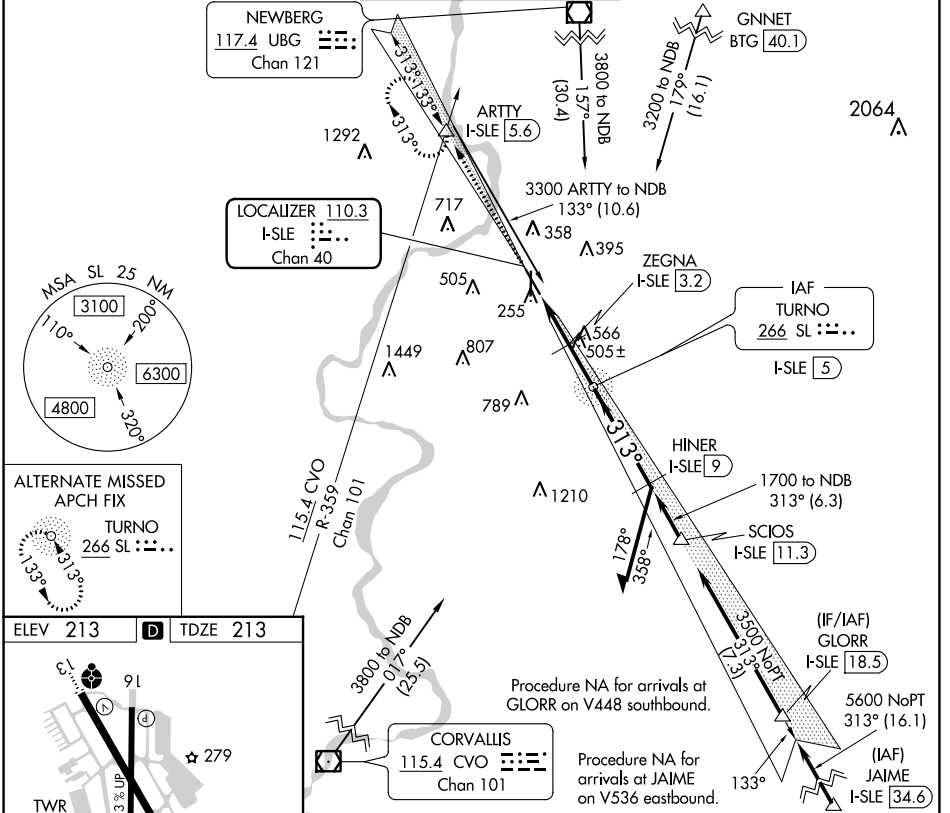 NEWBERG
117.4 UBG
Chan 121
313°
133°
313°
ARTTY
I-SLE 5.6
3800 to NDB
157°
(30.4)
GNNET
BTG 40.1
3200 to NDB
179°
(16.1)
2064
1292
3300 ARTTY to NDB
133° (10.6)
LOCALIZER 110.3
I-SLE
Chan 40
717
358
395
ZEGNA
I-SLE 3.2
505
255
IAF
TURNO
266 SL
I-SLE 5
566
505±
MSA SL 25 NM
3100
110°
200°
6300
4800
320°
1449
807
789
313°
HINER
I-SLE 9
1210
1700 to NDB
313° (6.3)
SCIOS
I-SLE 11.3
178°
358°
115.4 CVO
R-359
Chan 101
ALTERNATE MISSED
APCH FIX
TURNO
266 SL
313°
133°
3500 NoPT
313°
(7.3)
(IF/IAF)
GLORR
I-SLE 18.5
ELEV 213
D
TDZE 213
3800 to NDB
017°
(25.5)
Procedure NA for arrivals at
GLORR on V448 southbound.
5600 NoPT
313° (16.1)
13
16
V
P
279
CORVALLIS
115.4 CVO
Chan 101
Procedure NA for
arrivals at JAIME
on V536 eastbound.
133°
(IAF)
JAIME
I-SLE 34.6
TWR
3% UP